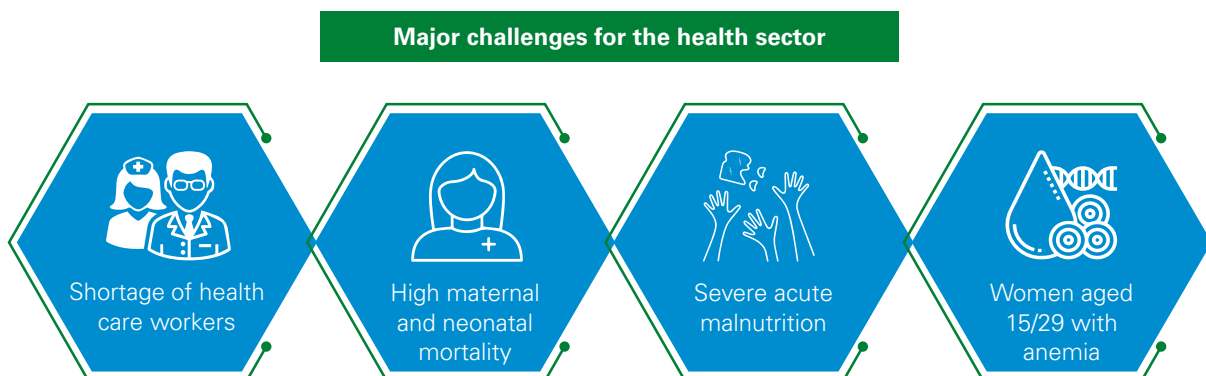 Major challenges for the health sector
Shortage of health
care workers
High maternal
and neonatal
mortality
Severe acute
malnutrition
Women aged
15/29 with
anemia